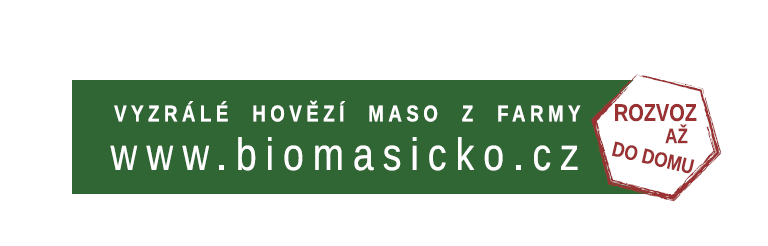 VYZRÁLÉ HOVĚZÍ MASO Z FARMY
www.biomasicko.cz
ROZVOZ
AŽ
DO DOMU